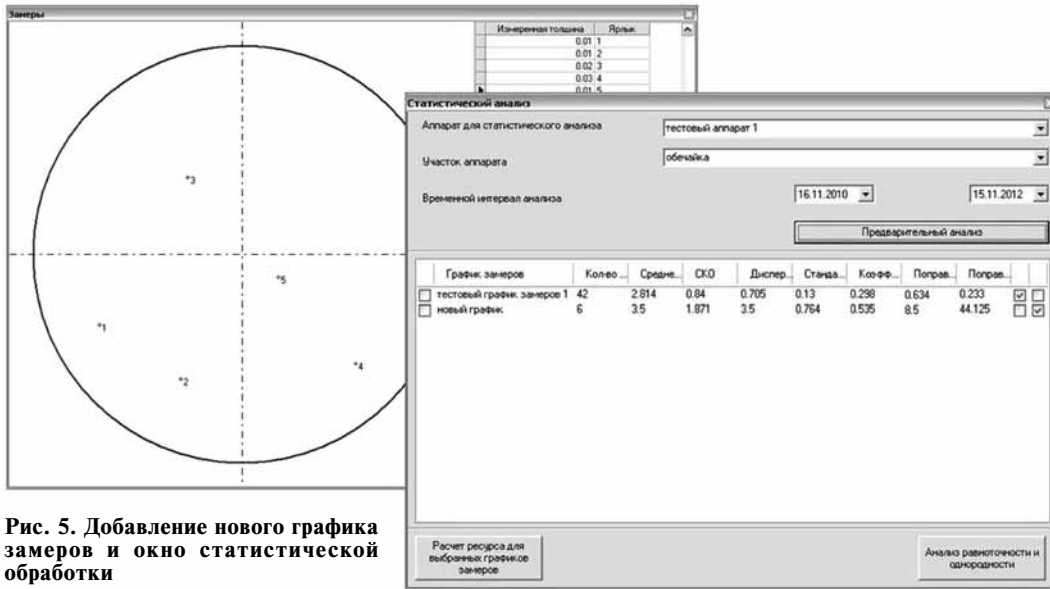 Замеры
Измеренная толщина Ярлык
0.01 1
0.01 2
0.02 3
0.03 4
0.01 5
*3
*5
*1
*4
*2
Статистический анализ
Аппарат для статистического анализа тестовый аппарат 1
Участок аппарата обечайка
Временной интервал анализа 16.11.2010 15.11.2012
Предварительный анализ
График замеров Кол-во ... Средне... СКО Диспер... Станда... Коэфф... Поправ... Поправ...
тестовый график замеров 1 42 2.814 0.84 0.705 0.13 0.298 0.634 0.233
новый график 6 3.5 1.871 3.5 0.764 0.535 8.5 44.125
Расчет ресурса для
выбранных графиков
замеров
Анализ равноточности и
однородности
Рис. 5. Добавление нового графика
замеров и окно статистической
обработки